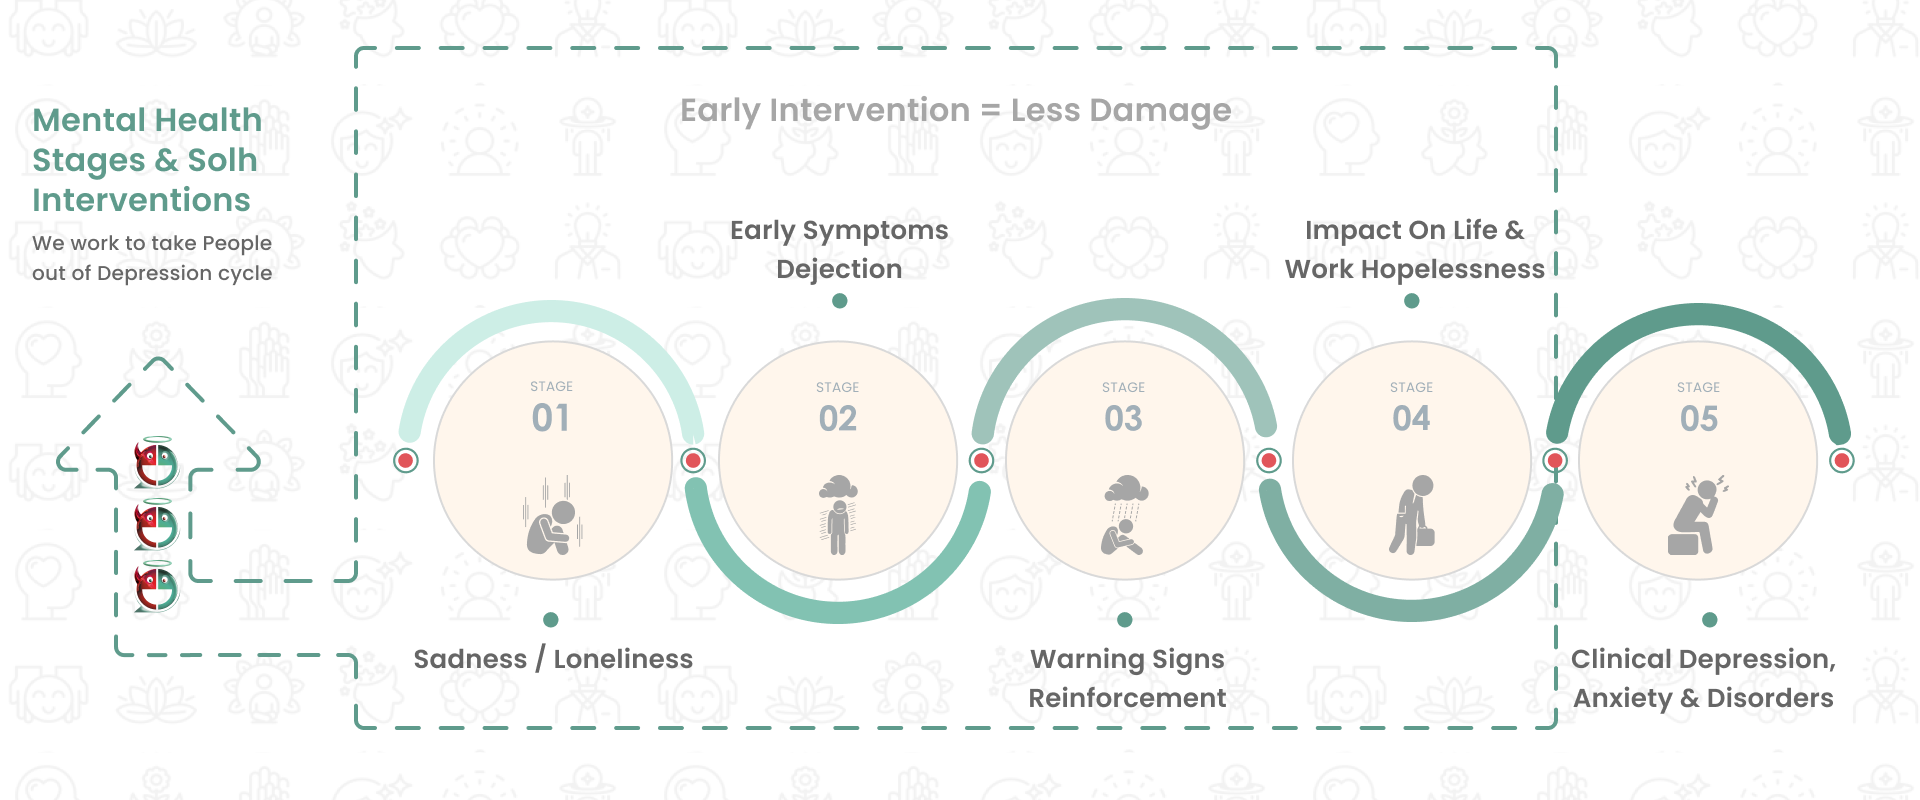 Mental Health
Stages & Solh
Interventions
We work to take People
out of Depression cycle
Early Intervention = Less Damage
Early Symptoms
Dejection
Impact On Life &
Work Hopelessness
STAGE
01
STAGE
02
STAGE
03
STAGE
04
STAGE
05
Sadness / Loneliness
Warning Signs
Reinforcement
Clinical Depression,
Anxiety & Disorders